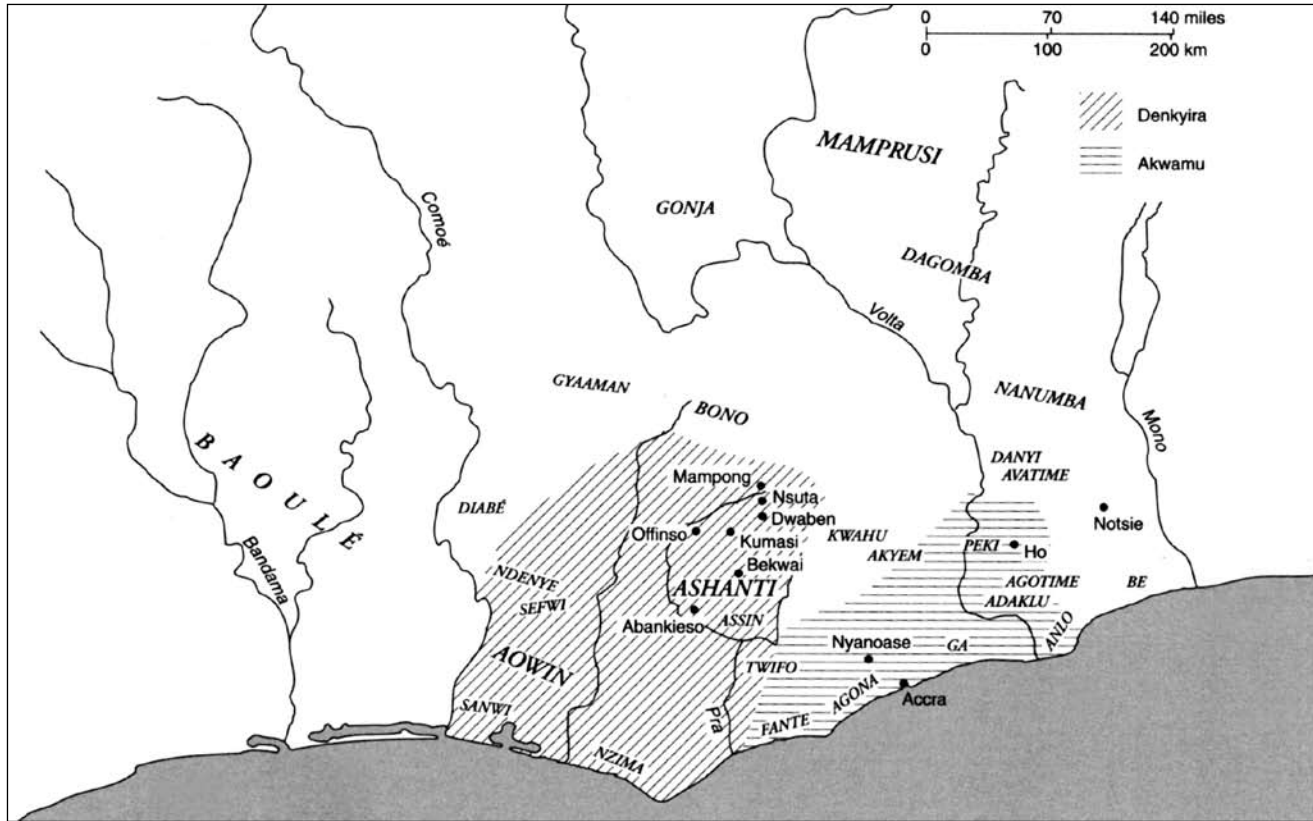 0 70 140 miles
0 100 200 km
Denkyira
Akwamu
MAMPRUSI
Comoé
GONJA
DAGOMBA
Volta
GYAAMAN
BONO
NANUMBA
Mono
BAOULÉ
DANYI
AVATIME
Mampong
Nsuta
DIABÉ
Dwaben
Notsie
Offinso
Kumasi
KWAHU
AKYEM
PEKI
Ho
Bandama
Bekwai
NDENYE
ASHANTI
AGOTIME
BE
SEFWI
ADAKLU
Abankieso
ASSIN
ANLO
Nyanoase
GA
AOWIN
TWIFO
AGONA
Accra
SANWI
Pra
FANTE
NZIMA